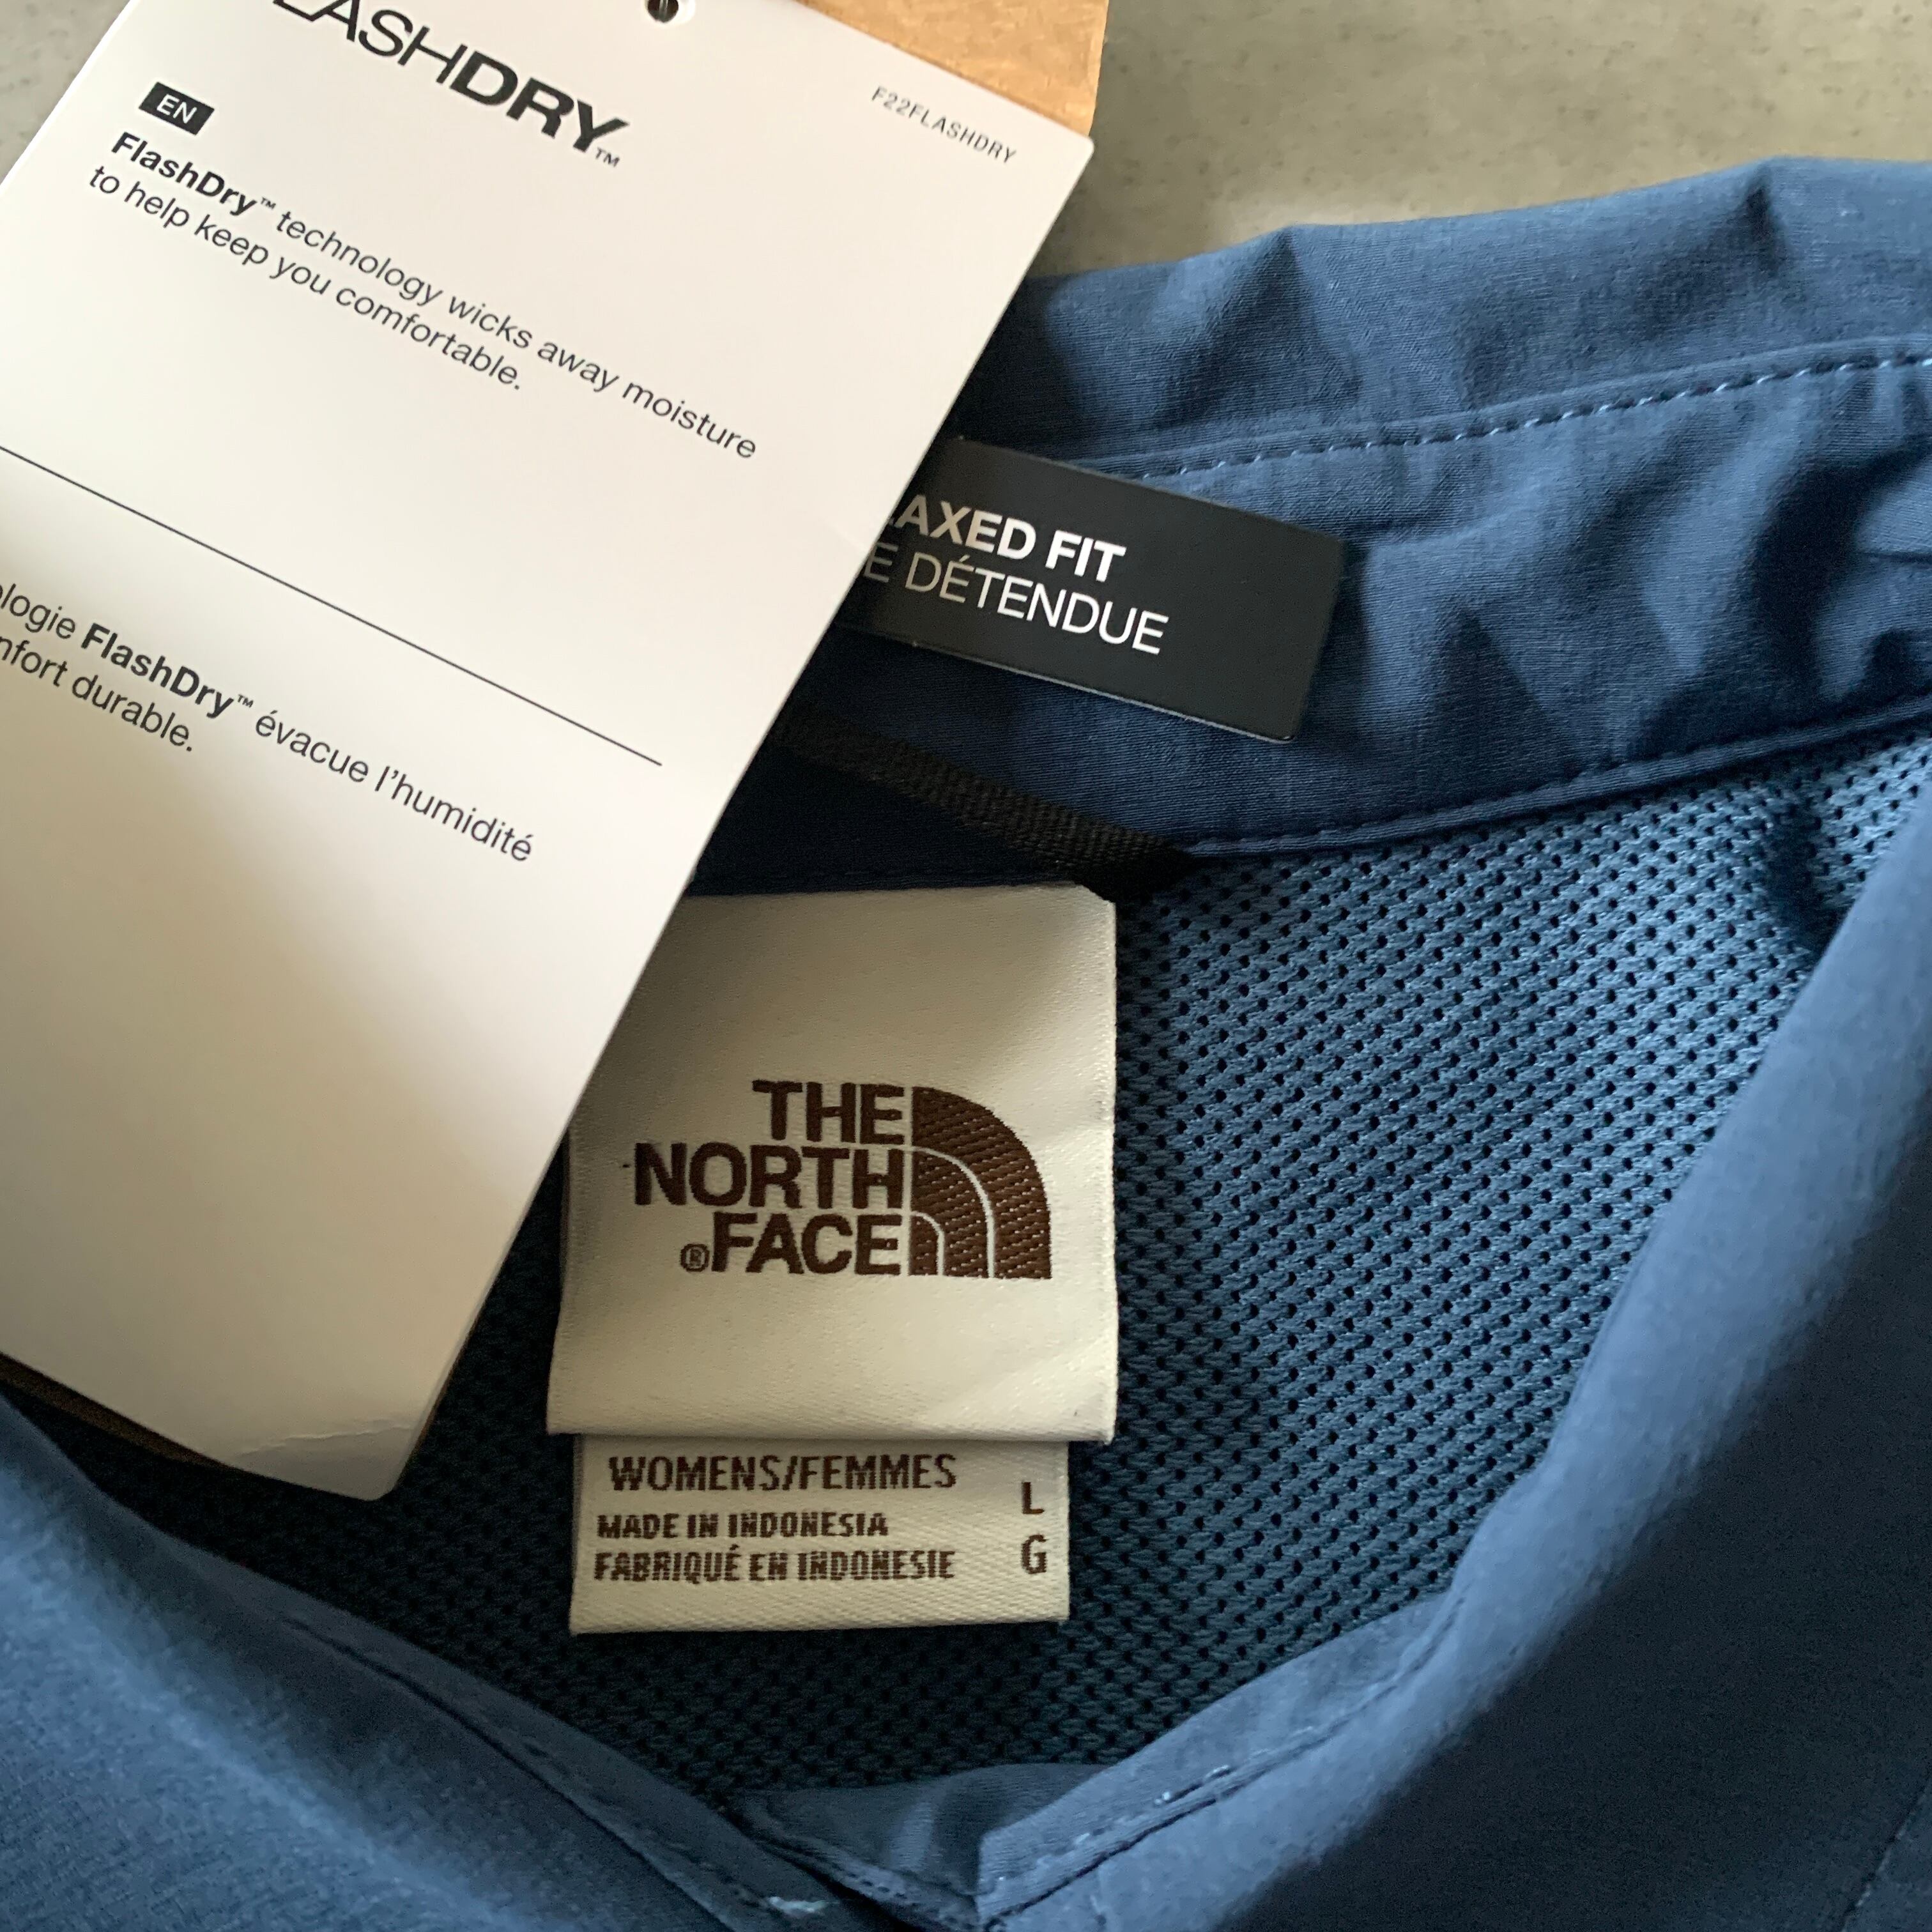 LASHDRY™
F22FLASHDRY
EN
FlashDry™ technology wicks away moisture
to help keep you comfortable.
ologie FlashDry™ évacue l'humidité
nfort durable.
AXED FIT
E DÉTENDUE
THE
NORTH
®FACE
WOMENS/FEMMES
L
MADE IN INDONESIA
FABRIQUÉ EN INDONESIE
G